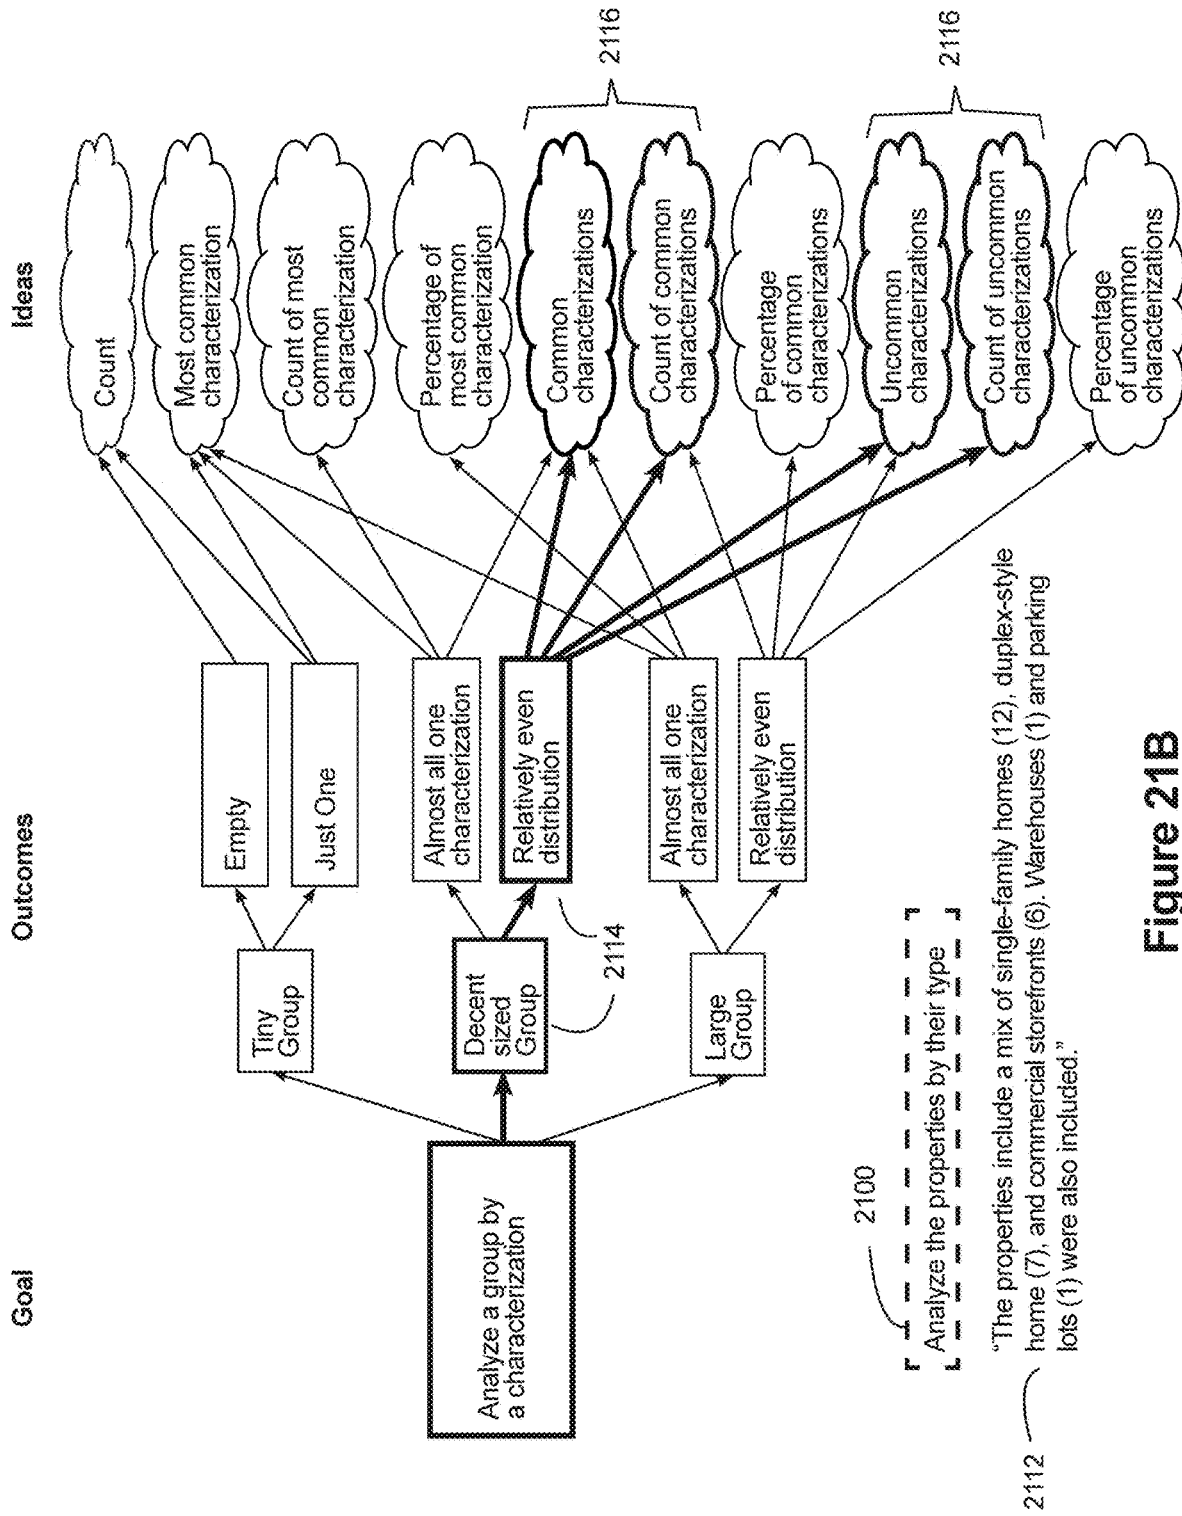 Goal
Outcomes
Ideas
Analyze a group by
a characterization
Tiny
Group
Decent
sized
Group
Large
Group
2114
Empty
Just One
Almost all one
characterization
Relatively even
distribution
Almost all one
characterization
Relatively even
distribution
Count
Most common
characterization
Count of most
common
characterization
Percentage of
most common
characterization
Common
characterizations
Count of common
characterizations
Percentage
of common
characterizations
Uncommon
characterizations
Count of uncommon
characterizations
Percentage
of uncommon
characterizations
2116
2116
2100
Analyze the properties by their type
2112
“The properties include a mix of single-family homes (12), duplex-style
home (7), and commercial storefronts (6). Warehouses (1) and parking
lots (1) were also included.”
Figure 21B